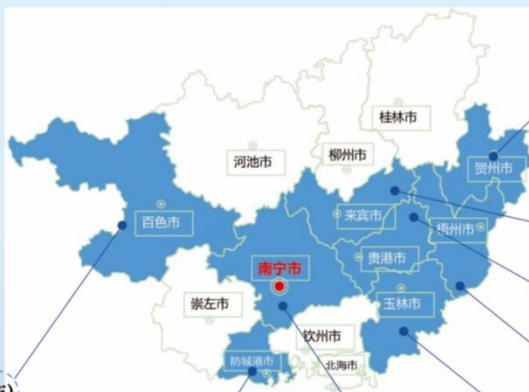 桂林市
柳州市
河池市
贺州市
百色市
来宾市
梧州市
贵港市
南宁市
玉林市
崇左市
钦州市
防城港市
北海市